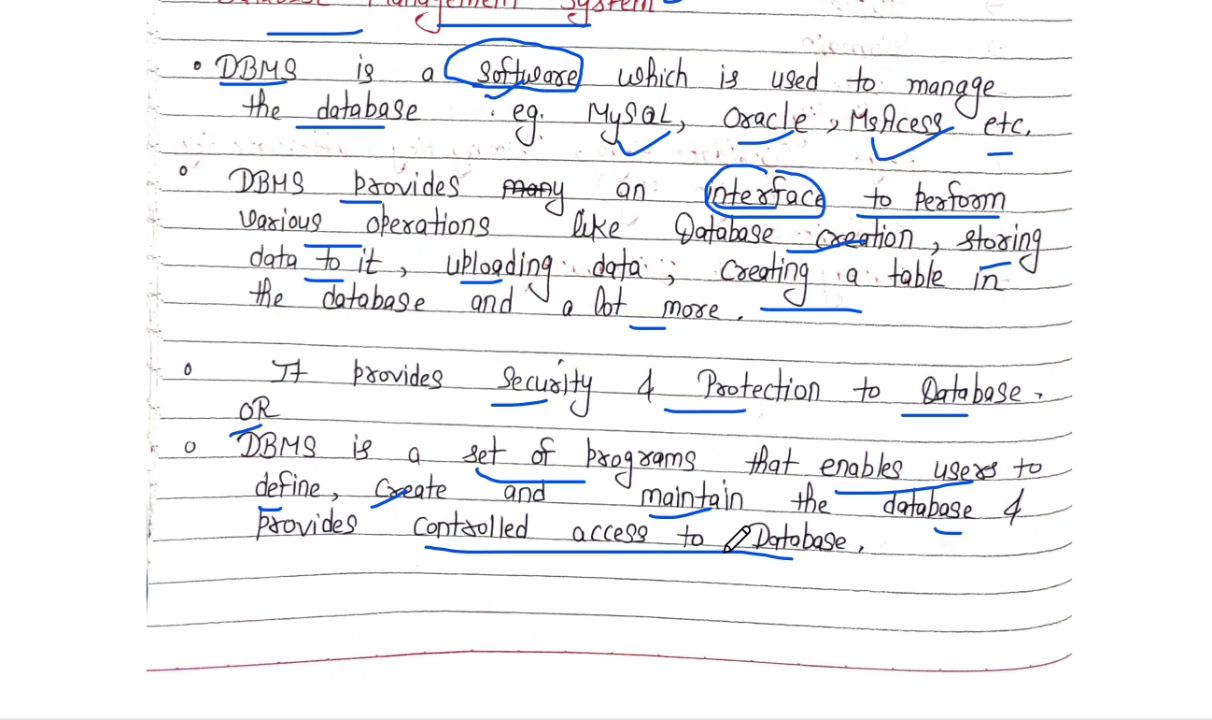 Database Management System
• DBMS is a software which is used to manage
the database . eg. MySQL, Oracle, MsAcess etc.
◦ DBMS provides many an interface to perform
various operations like Database creation, storing
data to it, uploading data, creating a table in
the database and a lot more.
◦ It provides Security & Protection to Database.
OR
◦ DBMS is a set of programs that enables users to
define, create and maintain the database &
provides controlled access to Database.